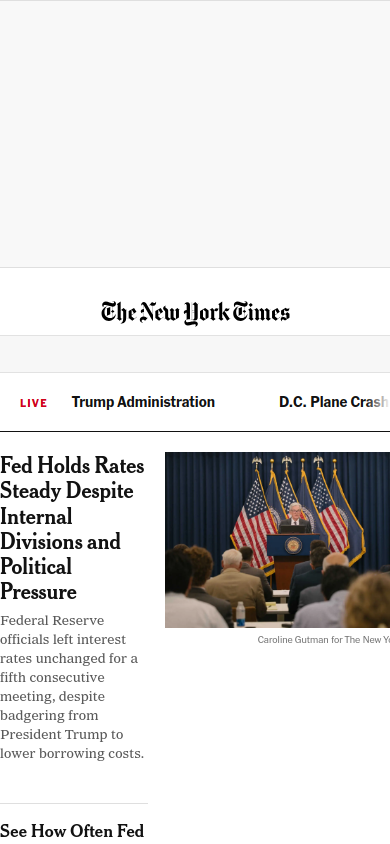 The New York Times
LIVE Trump Administration D.C. Plane Crash
Fed Holds Rates
Steady Despite
Internal
Divisions and
Political
Pressure
Federal Reserve
officials left interest
rates unchanged for a
fifth consecutive
meeting, despite
badgering from
President Trump to
lower borrowing costs.
Caroline Gutman for The New Yo
See How Often Fed